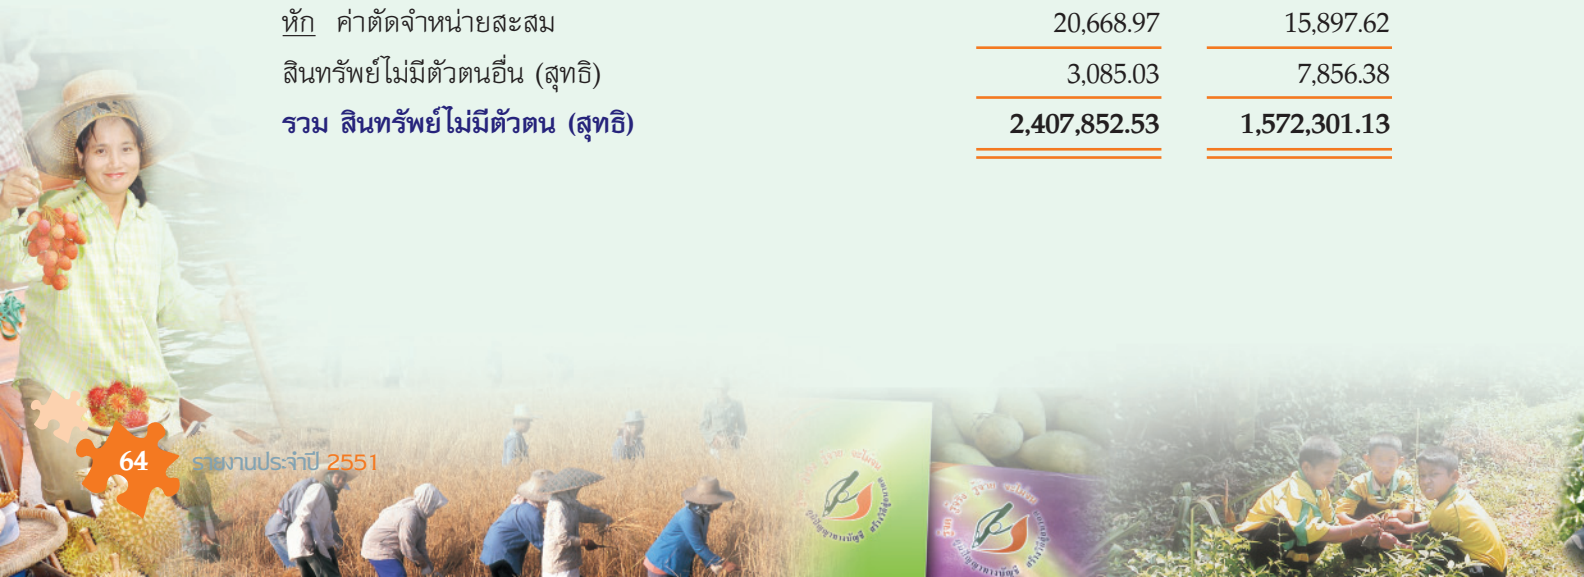 หัก ค่าตัดจำหน่ายสะสม 20,668.97 15,897.62
สินทรัพย์ไม่มีตัวตนอื่น (สุทธิ) 3,085.03 7,856.38
รวม สินทรัพย์ไม่มีตัวตน (สุทธิ) 2,407,852.53 1,572,301.13
64 รายงานประจำปี 2551